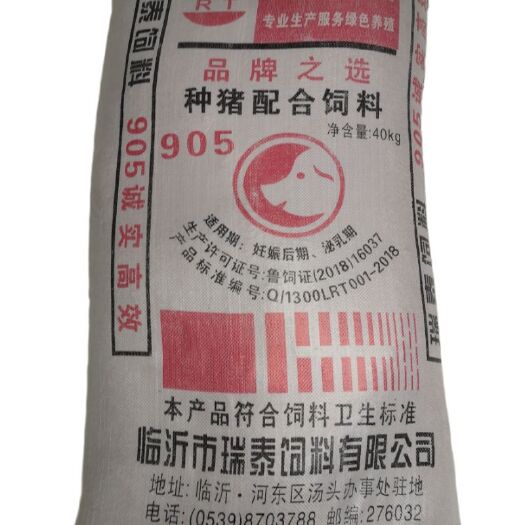 RT
专业生产服务绿色养殖
品牌之选
种猪配合饲料
净含量:40kg
905
适用期：妊娠后期、泌乳期
生产许可证号:鲁饲证(2018)16037
产品标准编号:Q/1300LRT001-2018
本产品符合饲料卫生标准
临沂市瑞泰饲料有限公司
地址: 临沂·河东区汤头办事处驻地
电话: (0539)8703788 邮编: 276032
泰饲料 905诚实高效